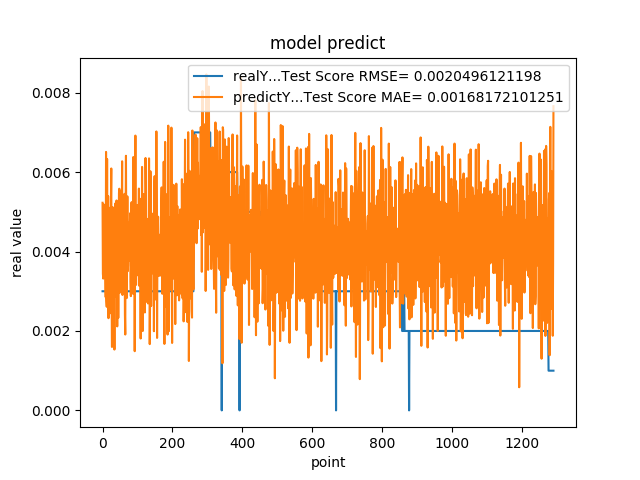 model predict
realY...Test Score RMSE= 0.0020496121198
predictY...Test Score MAE= 0.00168172101251
real value
0.008
0.006
0.004
0.002
0.000
0 200 400 600 800 1000 1200
point